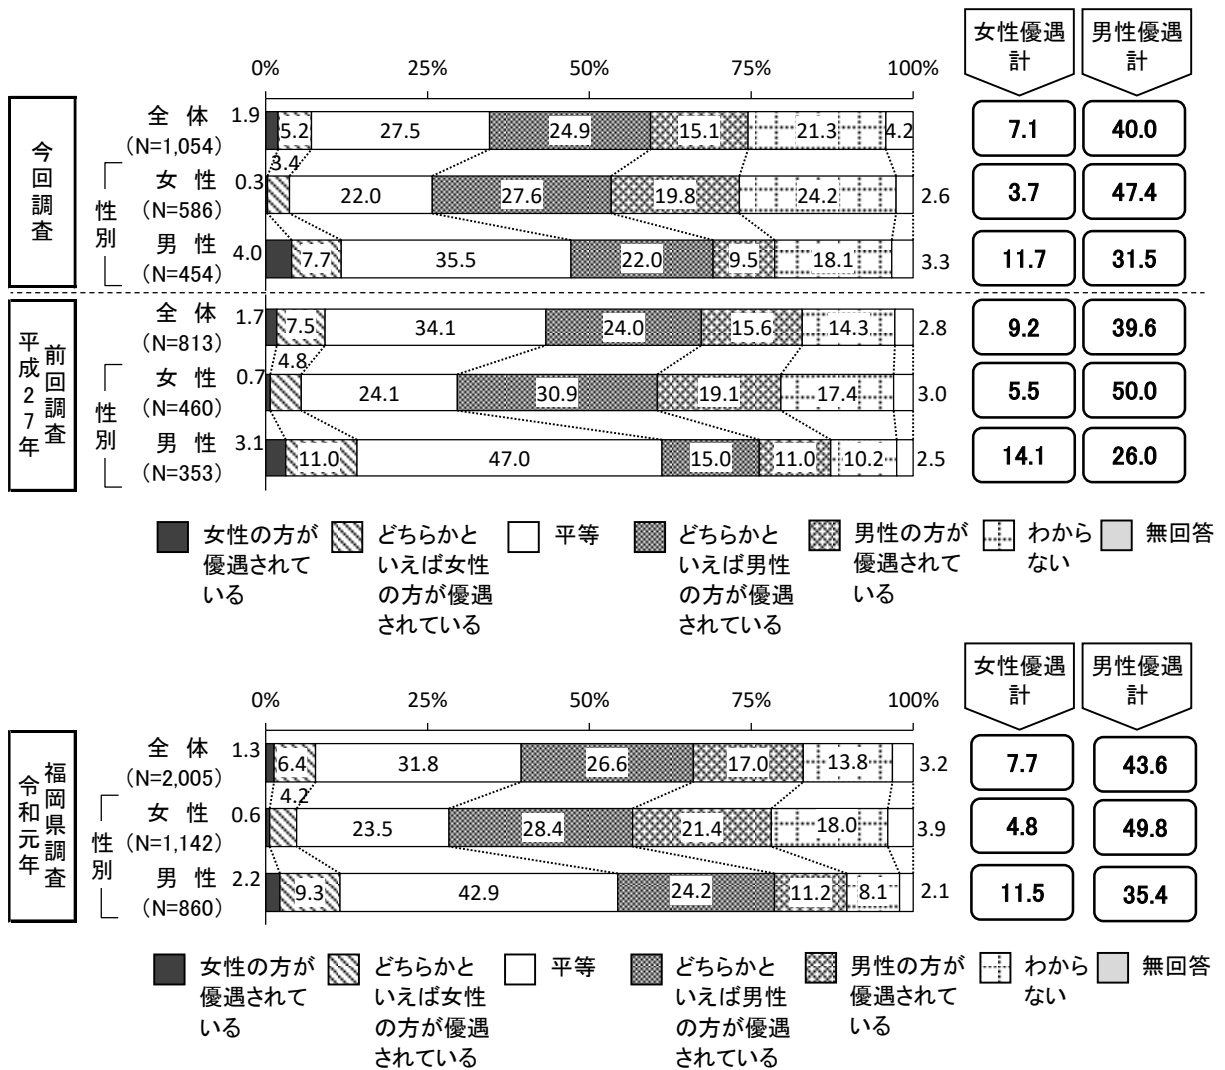 女性優遇
計
男性優遇
計
0%
25%
50%
75%
100%
今回調査
全 体
(N=1,054)
1.9
5.2
27.5
24.9
15.1
21.3
4.2
7.1
40.0
性別
女 性
(N=586)
0.3
3.4
22.0
27.6
19.8
24.2
2.6
3.7
47.4
男 性
(N=454)
4.0
7.7
35.5
22.0
9.5
18.1
3.3
11.7
31.5
前回調査
平成27年
全 体
(N=813)
1.7
7.5
34.1
24.0
15.6
14.3
2.8
9.2
39.6
性別
女 性
(N=460)
0.7
4.8
24.1
30.9
19.1
17.4
3.0
5.5
50.0
男 性
(N=353)
3.1
11.0
47.0
15.0
11.0
10.2
2.5
14.1
26.0
女性の方が
優遇されて
いる
どちらかと
いえば女性
の方が優遇
されている
平等
どちらかと
いえば男性
の方が優遇
されている
男性の方が
優遇されて
いる
わから
ない
無回答
女性優遇
計
男性優遇
計
0%
25%
50%
75%
100%
福岡県調査
令和元年
全 体
(N=2,005)
1.3
6.4
31.8
26.6
17.0
13.8
3.2
7.7
43.6
性別
女 性
(N=1,142)
0.6
4.2
23.5
28.4
21.4
18.0
3.9
4.8
49.8
男 性
(N=860)
2.2
9.3
42.9
24.2
11.2
8.1
2.1
11.5
35.4
女性の方が
優遇されて
いる
どちらかと
いえば女性
の方が優遇
されている
平等
どちらかと
いえば男性
の方が優遇
されている
男性の方が
優遇されて
いる
わから
ない
無回答